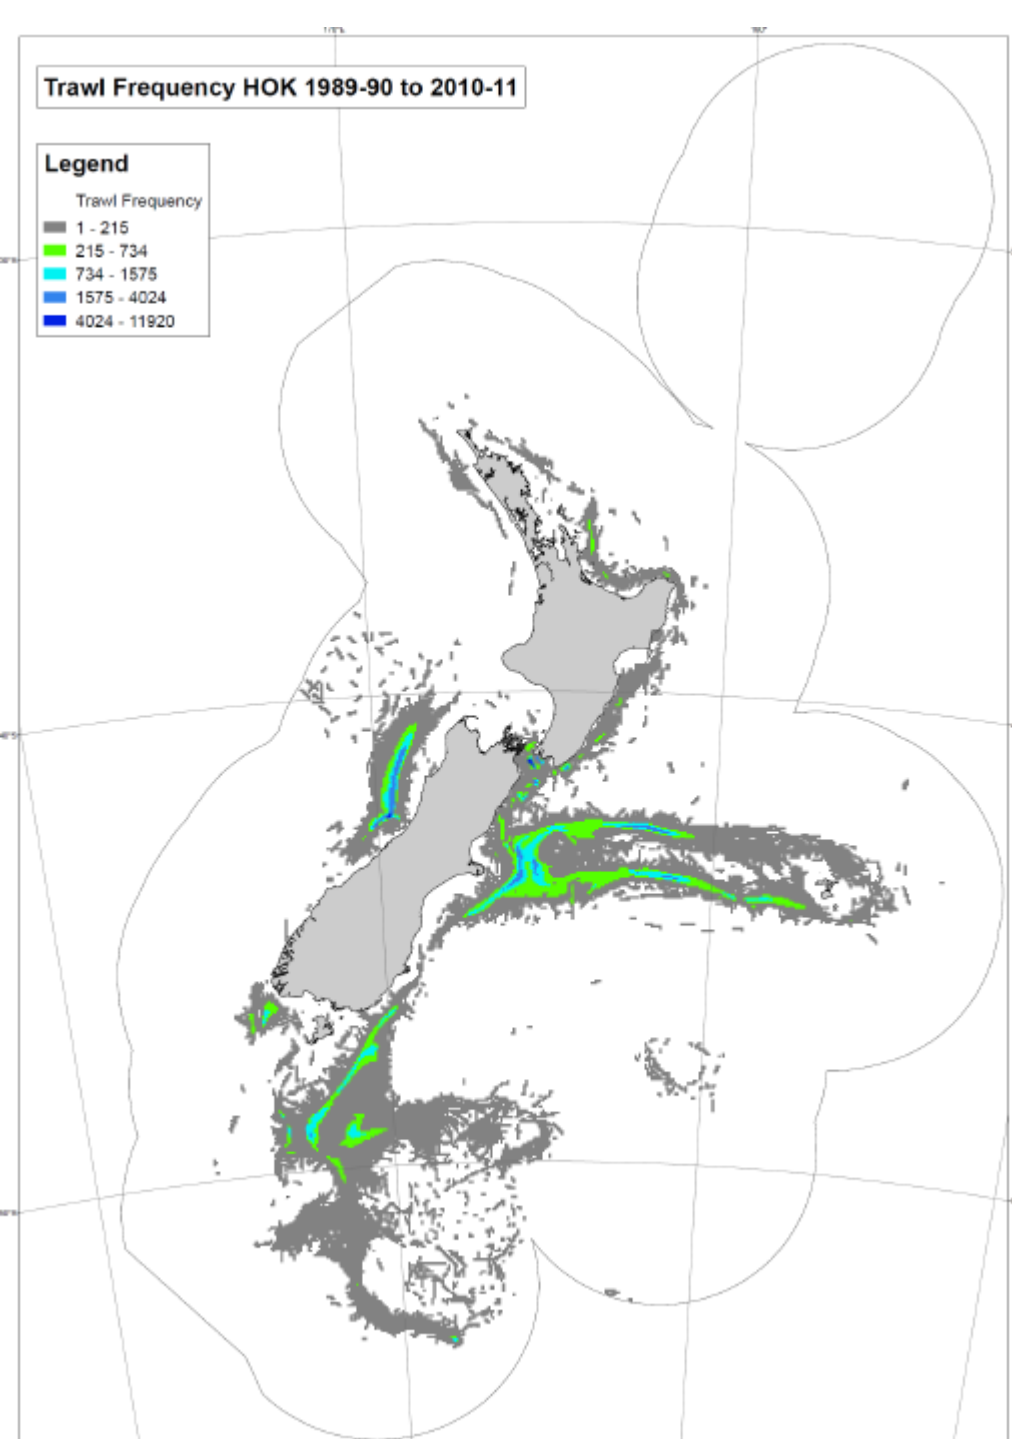 Trawl Frequency HOK 1989-90 to 2010-11
Legend
Trawl Frequency
1 - 215
215 - 734
734 - 1575
1575 - 4024
4024 - 11920